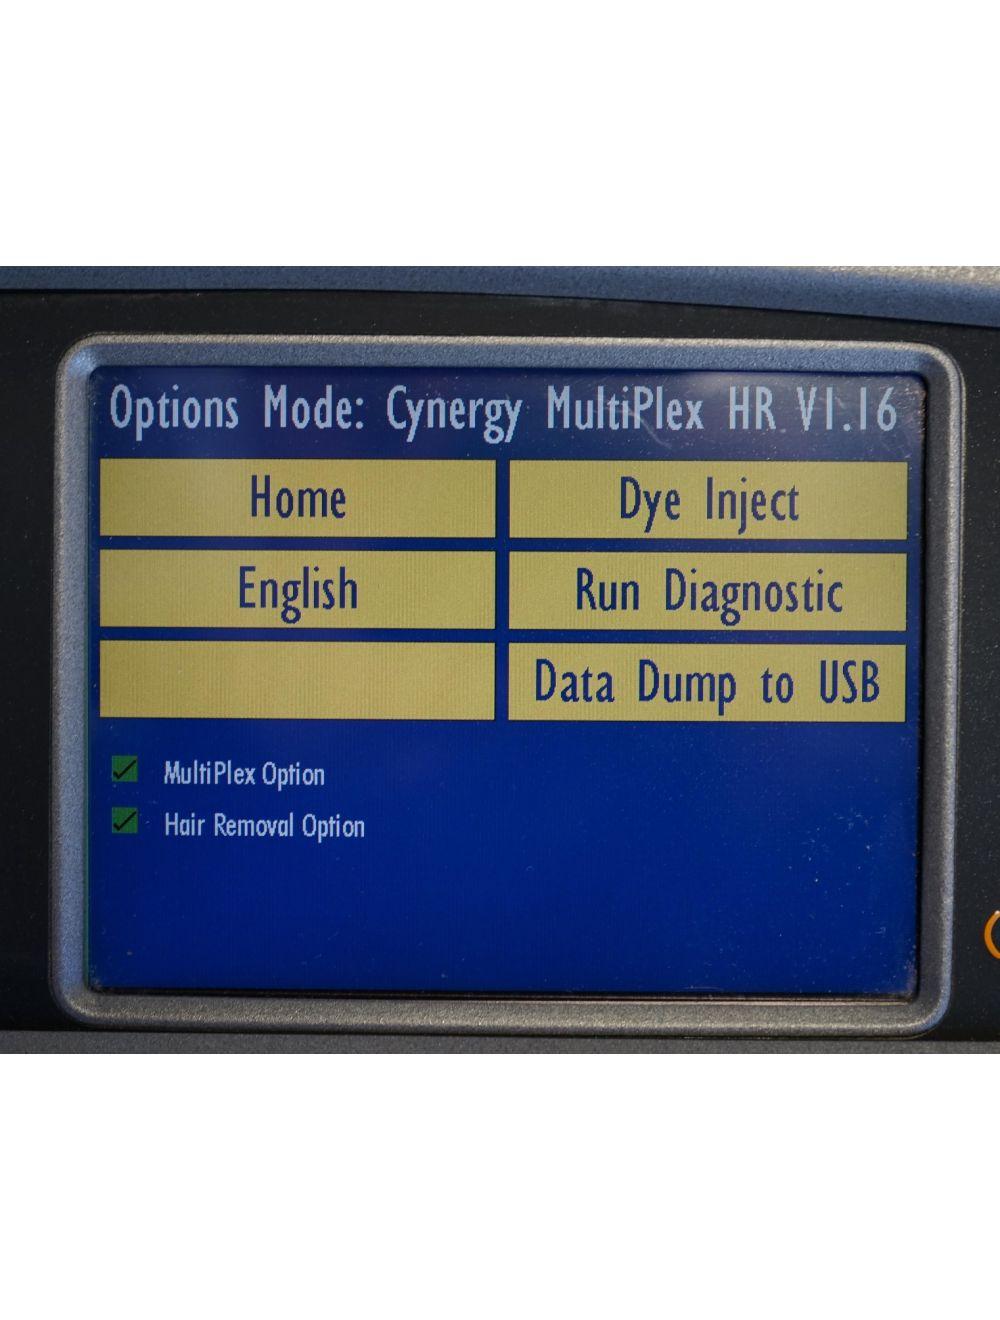 Options Mode: Cynergy MultiPlex HR V1.16
Home
Dye Inject
English
Run Diagnostic
Data Dump to USB
MultiPlex Option
Hair Removal Option